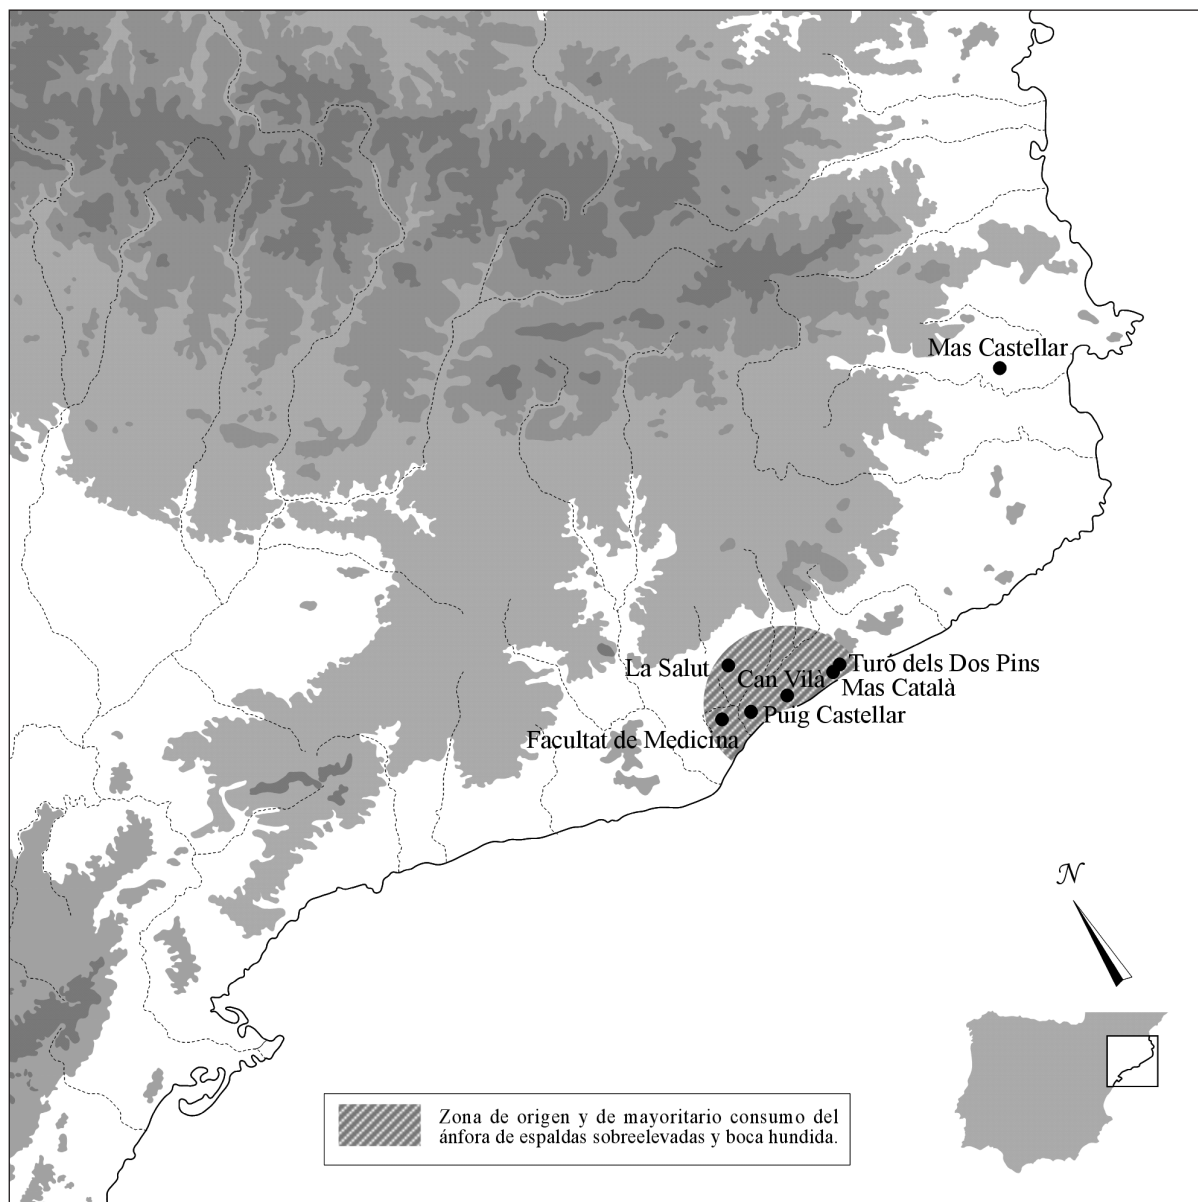 Mas Castellar
La Salut
Turó dels Dos Pins
Can Vilà
Mas Català
Puig Castellar
Facultat de Medicina
N
Zona de origen y de mayoritario consumo del
ánfora de espaldas sobreelevadas y boca hundida.